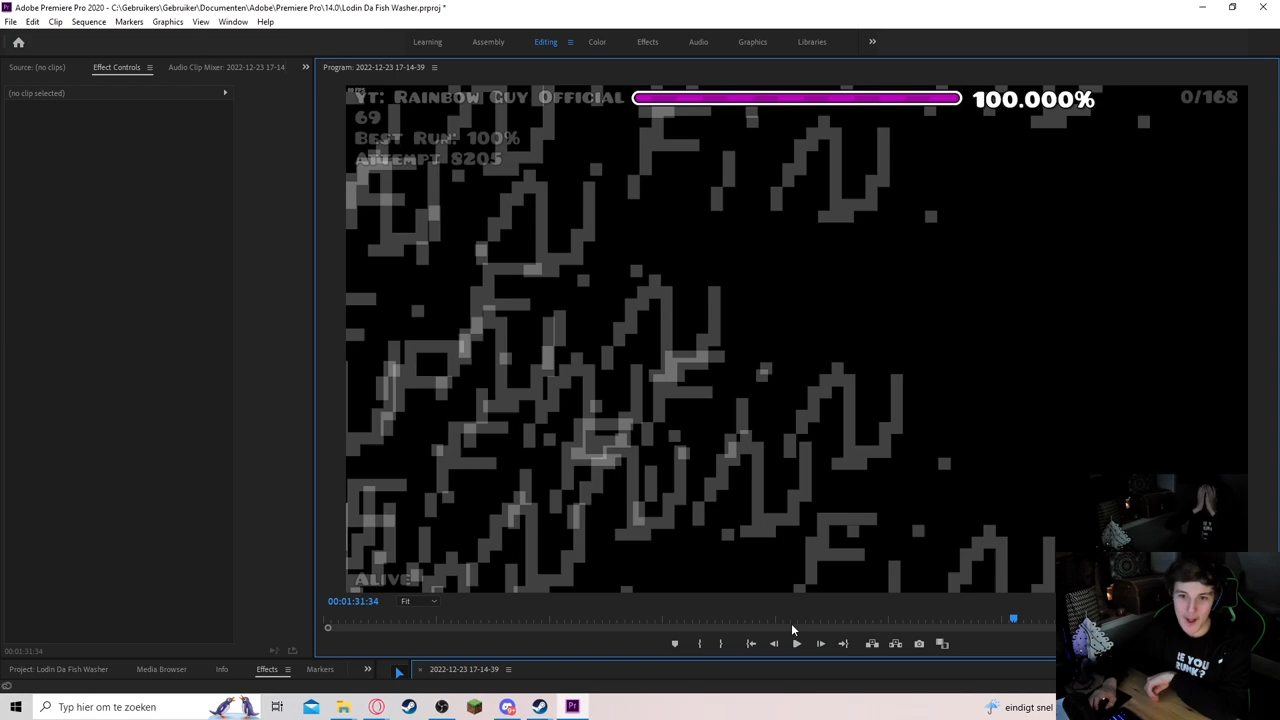 Adobe Premiere Pro 2020 - C:\Gebruikers\Gebruiker\Documenten\Adobe\Premiere Pro\14.0\Lodin Da Fish Washer.prproj *
File Edit Clip Sequence Markers Graphics View Window Help
Learning Assembly Editing Color Effects Audio Graphics Libraries
Source: (no clips) Effect Controls Audio Clip Mixer: 2022-12-23 17-14 Program: 2022-12-23 17-14-39
(no clip selected)
YT: Rainbow Guy Official 100.000% 0/168
69
Best Run: 100%
Attempt 8205
Alive
00:01:31:34 Fit
00:01:31:34
Project: Lodin Da Fish Washer Media Browser Info Effects Markers 2022-12-23 17-14-39
Typ hier om te zoeken eindigt snel